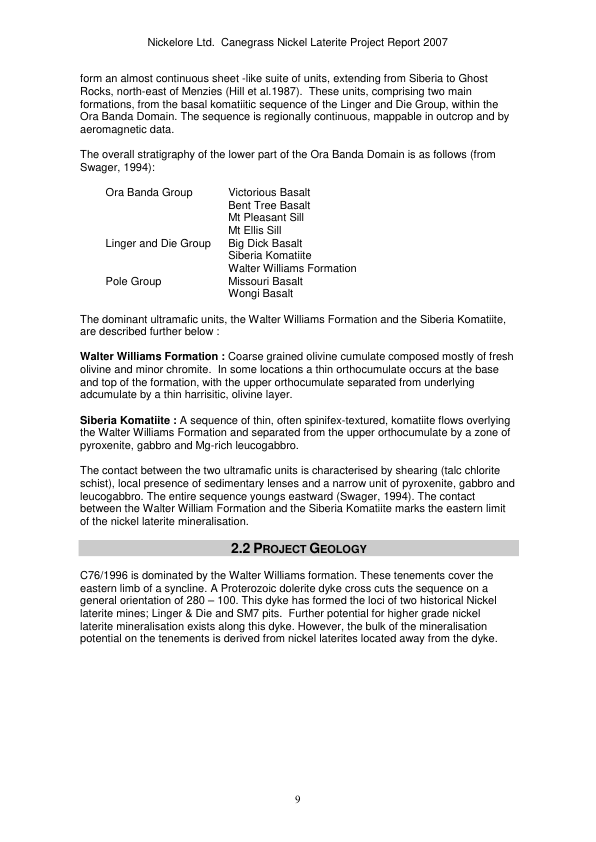 Nickelore Ltd.  Canegrass Nickel Laterite Project Report 2007
form an almost continuous sheet -like suite of units, extending from Siberia to Ghost
Rocks, north-east of Menzies (Hill et al.1987).  These units, comprising two main
formations, from the basal komatiitic sequence of the Linger and Die Group, within the
Ora Banda Domain. The sequence is regionally continuous, mappable in outcrop and by
aeromagnetic data.
The overall stratigraphy of the lower part of the Ora Banda Domain is as follows (from
Swager, 1994):
Ora Banda Group Victorious Basalt
Bent Tree Basalt
Mt Pleasant Sill
Mt Ellis Sill
Linger and Die Group Big Dick Basalt
Siberia Komatiite
Walter Williams Formation
Pole Group Missouri Basalt
Wongi Basalt
The dominant ultramafic units, the Walter Williams Formation and the Siberia Komatiite,
are described further below :
Walter Williams Formation : Coarse grained olivine cumulate composed mostly of fresh
olivine and minor chromite.  In some locations a thin orthocumulate occurs at the base
and top of the formation, with the upper orthocumulate separated from underlying
adcumulate by a thin harrisitic, olivine layer.
Siberia Komatiite : A sequence of thin, often spinifex-textured, komatiite flows overlying
the Walter Williams Formation and separated from the upper orthocumulate by a zone of
pyroxenite, gabbro and Mg-rich leucogabbro.
The contact between the two ultramafic units is characterised by shearing (talc chlorite
schist), local presence of sedimentary lenses and a narrow unit of pyroxenite, gabbro and
leucogabbro. The entire sequence youngs eastward (Swager, 1994). The contact
between the Walter William Formation and the Siberia Komatiite marks the eastern limit
of the nickel laterite mineralisation.
2.2 PROJECT GEOLOGY
C76/1996 is dominated by the Walter Williams formation. These tenements cover the
eastern limb of a syncline. A Proterozoic dolerite dyke cross cuts the sequence on a
general orientation of 280 – 100. This dyke has formed the loci of two historical Nickel
laterite mines; Linger & Die and SM7 pits.  Further potential for higher grade nickel
laterite mineralisation exists along this dyke. However, the bulk of the mineralisation
potential on the tenements is derived from nickel laterites located away from the dyke.
9